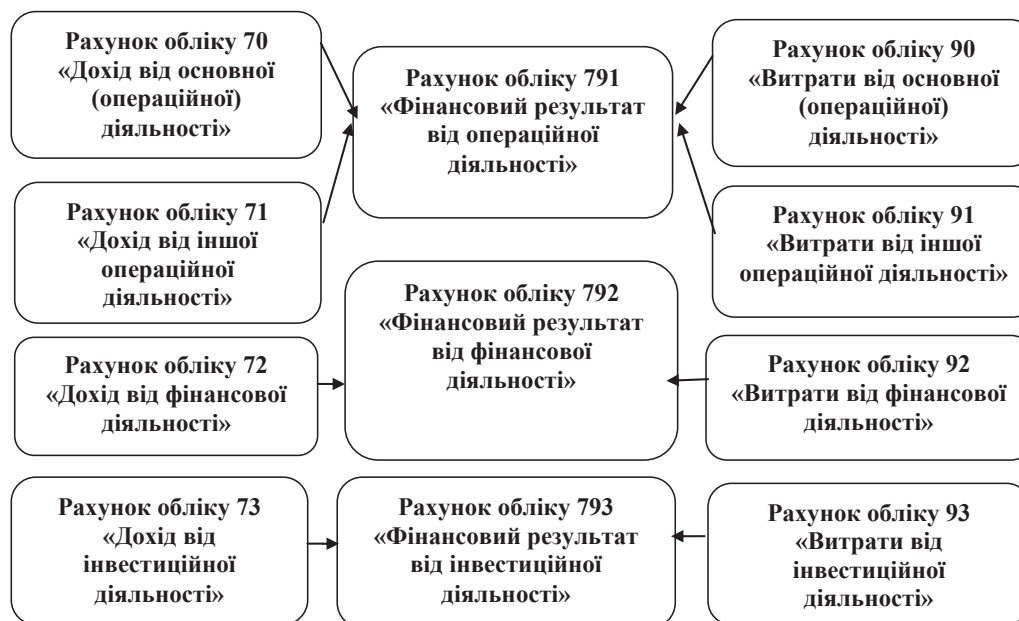 Рахунок обліку 70
«Дохід від основної
(операційної)
діяльності»
Рахунок обліку 791
«Фінансовий результат
від операційної
діяльності»
Рахунок обліку 90
«Витрати від основної
(операційної)
діяльності»
Рахунок обліку 71
«Дохід від іншої
операційної
діяльності»
Рахунок обліку 91
«Витрати від іншої
операційної діяльності»
Рахунок обліку 792
«Фінансовий результат
від фінансової
діяльності»
Рахунок обліку 72
«Дохід від фінансової
діяльності»
Рахунок обліку 92
«Витрати від фінансової
діяльності»
Рахунок обліку 73
«Дохід від
інвестиційної
діяльності»
Рахунок обліку 793
«Фінансовий результат
від інвестиційної
діяльності»
Рахунок обліку 93
«Витрати від
інвестиційної
діяльності»